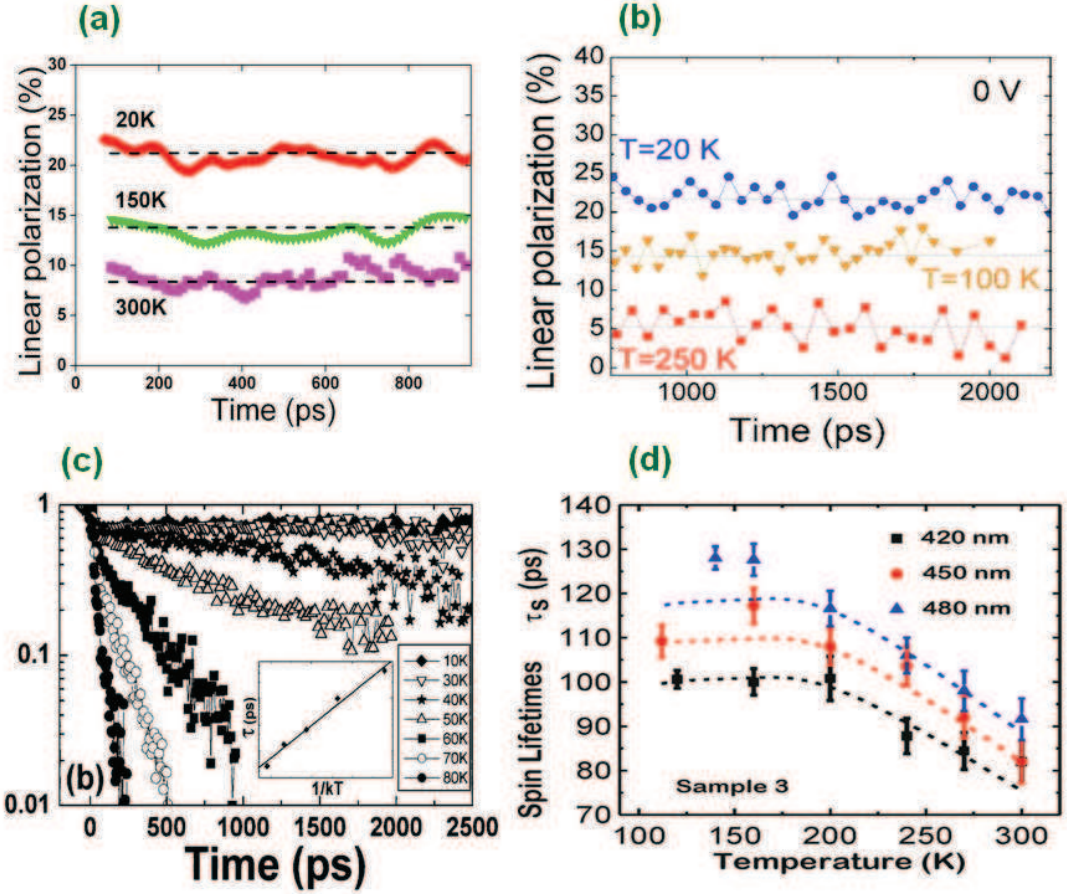 (a)
Linear polarization (%)
30
25
20
15
10
5
0
20K
150K
300K
0 200 400 600 800
Time (ps)
(b)
Linear polarization (%)
40
35
30
25
20
15
10
5
0
0 V
T=20 K
T=100 K
T=250 K
1000 1500 2000
Time (ps)
(c)
1
0.1
0.01
(b)
τ(ps)
1/kT
10K
30K
40K
50K
60K
70K
80K
0 500 1000 1500 2000 2500
Time (ps)
(d)
Spin Lifetimes τs (ps)
140
130
120
110
100
90
80
70
420 nm
450 nm
480 nm
Sample 3
100 150 200 250 300
Temperature (K)